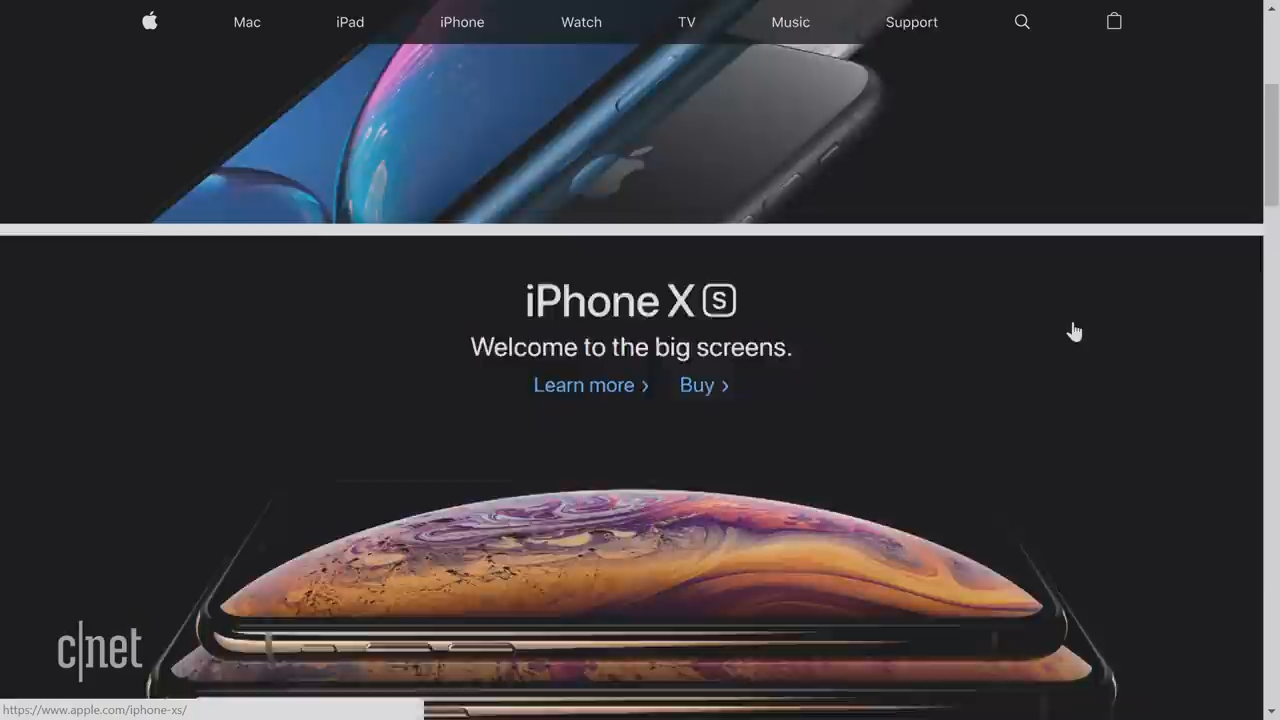 Mac
iPad
iPhone
Watch
TV
Music
Support
iPhone XS
Welcome to the big screens.
Learn more ›
Buy ›
c|net
https://www.apple.com/iphone-xs/